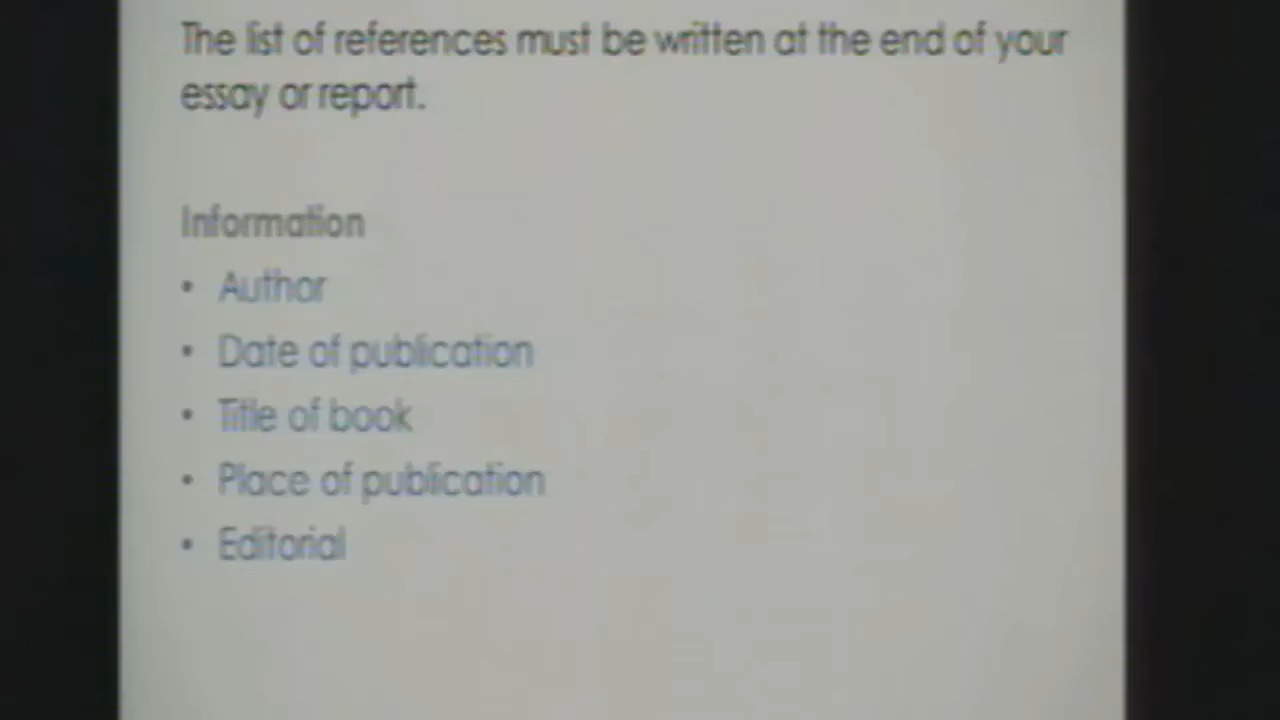 The list of references must be written at the end of your
essay or report.
Information
• Author
• Date of publication
• Title of book
• Place of publication
• Editorial